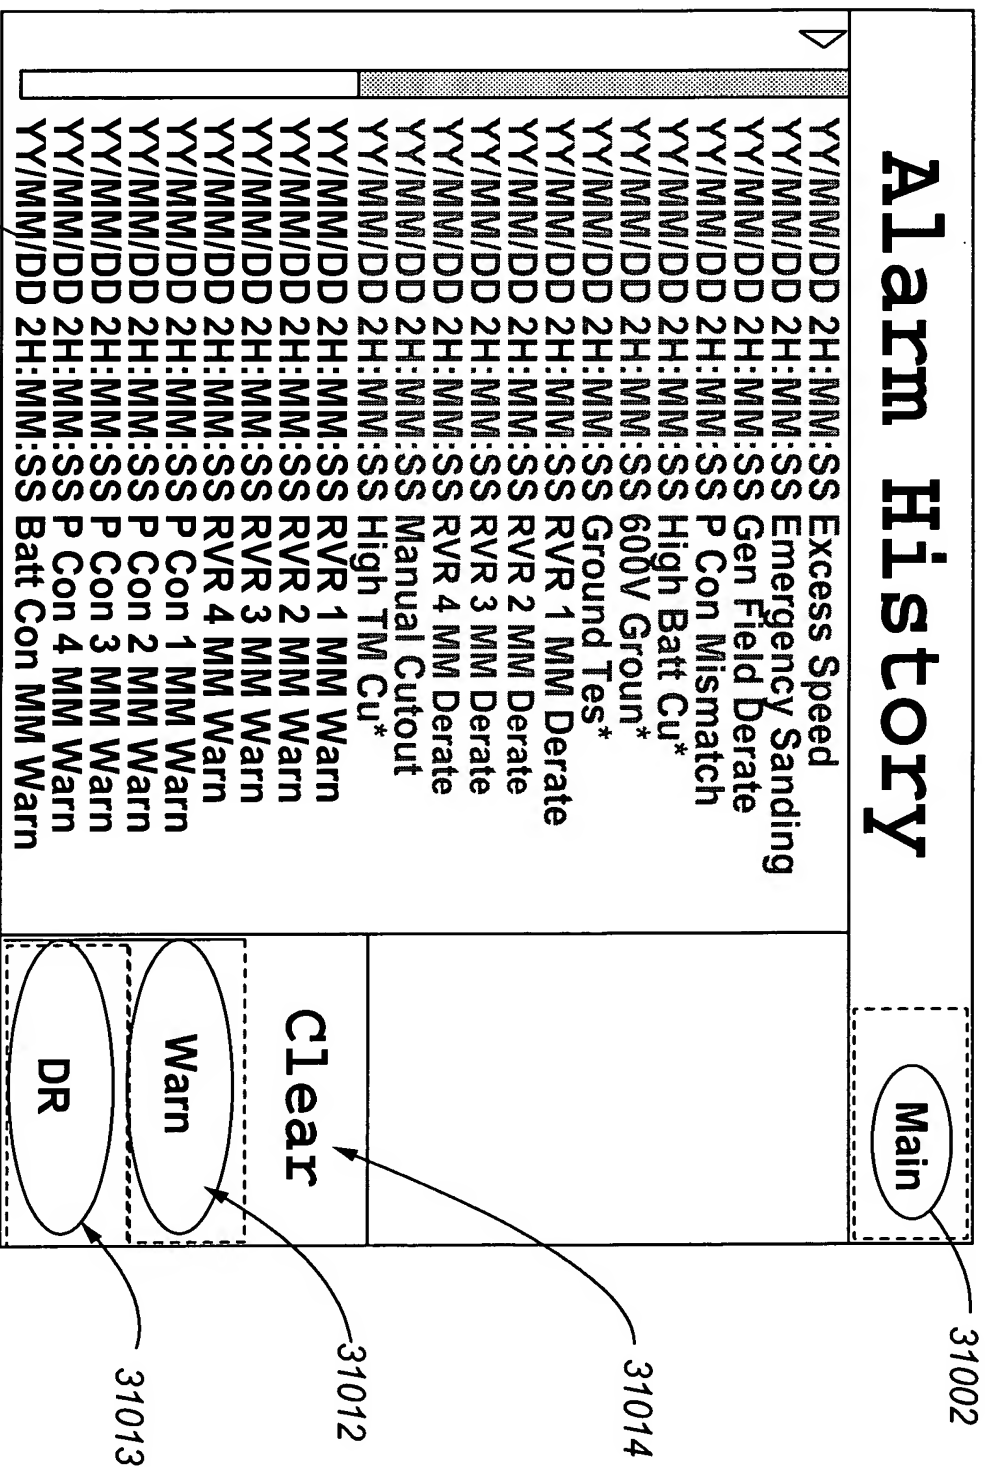 Alarm History
Main
31002
YY/MM/DD 2H:MM:SS Excess Speed
YY/MM/DD 2H:MM:SS Emergency Sanding
YY/MM/DD 2H:MM:SS Gen Field Derate
YY/MM/DD 2H:MM:SS P Con Mismatch
YY/MM/DD 2H:MM:SS High Batt Cu*
YY/MM/DD 2H:MM:SS 600V Groun*
YY/MM/DD 2H:MM:SS Ground Tes*
YY/MM/DD 2H:MM:SS RVR 1 MM Derate
YY/MM/DD 2H:MM:SS RVR 2 MM Derate
YY/MM/DD 2H:MM:SS RVR 3 MM Derate
YY/MM/DD 2H:MM:SS RVR 4 MM Derate
YY/MM/DD 2H:MM:SS Manual Cutout
YY/MM/DD 2H:MM:SS High TM Cu*
YY/MM/DD 2H:MM:SS RVR 1 MM Warn
YY/MM/DD 2H:MM:SS RVR 2 MM Warn
YY/MM/DD 2H:MM:SS RVR 3 MM Warn
YY/MM/DD 2H:MM:SS RVR 4 MM Warn
YY/MM/DD 2H:MM:SS P Con 1 MM Warn
YY/MM/DD 2H:MM:SS P Con 2 MM Warn
YY/MM/DD 2H:MM:SS P Con 3 MM Warn
YY/MM/DD 2H:MM:SS P Con 4 MM Warn
YY/MM/DD 2H:MM:SS Batt Con MM Warn
31014
Clear
Warn
31012
DR
31013